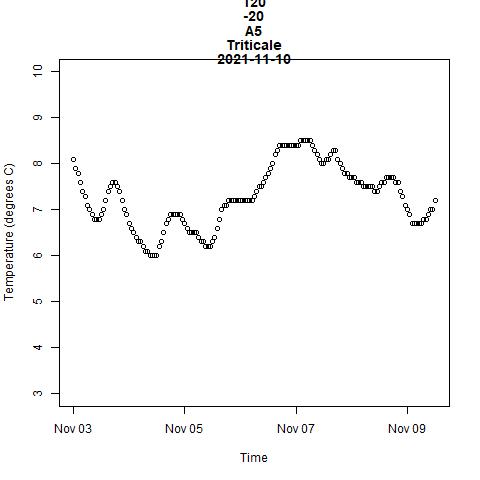 120
-20
A5
Triticale
2021-11-10
10
9
8
7
6
5
4
3
Temperature (degrees C)
Nov 03
Nov 05
Nov 07
Nov 09
Time